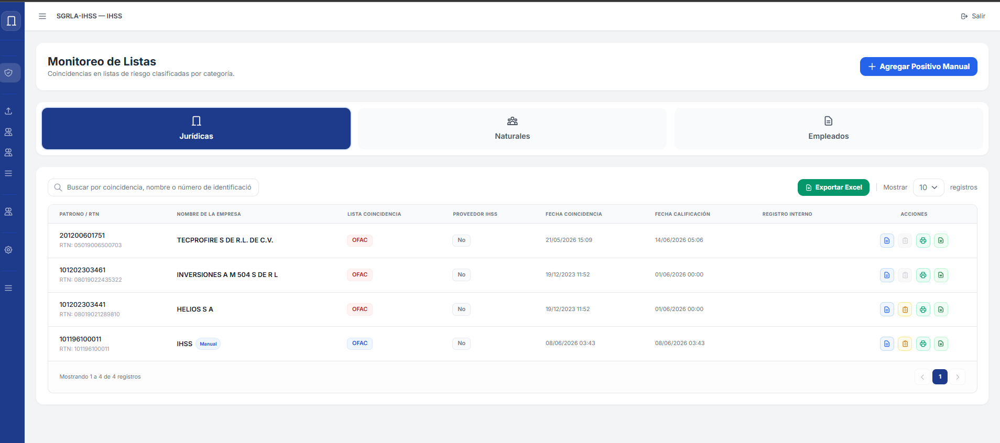 SGRLA-IHSS — IHSS
Salir
Monitoreo de Listas
Coincidencias en listas de riesgo clasificadas por categoría.
Agregar Positivo Manual
Jurídicas
Naturales
Empleados
Buscar por coincidencia, nombre o número de identificació
Exportar Excel
Mostrar 10 registros
PATRONO / RTN NOMBRE DE LA EMPRESA LISTA COINCIDENCIA PROVEEDOR IHSS FECHA COINCIDENCIA FECHA CALIFICACIÓN REGISTRO INTERNO ACCIONES
201200601751
RTN: 05019006500703
TECPROFIRE S DE R.L. DE C.V. OFAC No 21/05/2026 15:09 14/06/2026 05:06
101202303461
RTN: 08019022435322
INVERSIONES A M 504 S DE R L OFAC No 19/12/2023 11:52 01/06/2026 00:00
101202303441
RTN: 08019021289810
HELIOS S A OFAC No 19/12/2023 11:52 01/06/2026 00:00
101196100011
RTN: 101196100011
IHSS Manual OFAC No 08/06/2026 03:43 08/06/2026 03:43
Mostrando 1 a 4 de 4 registros
1